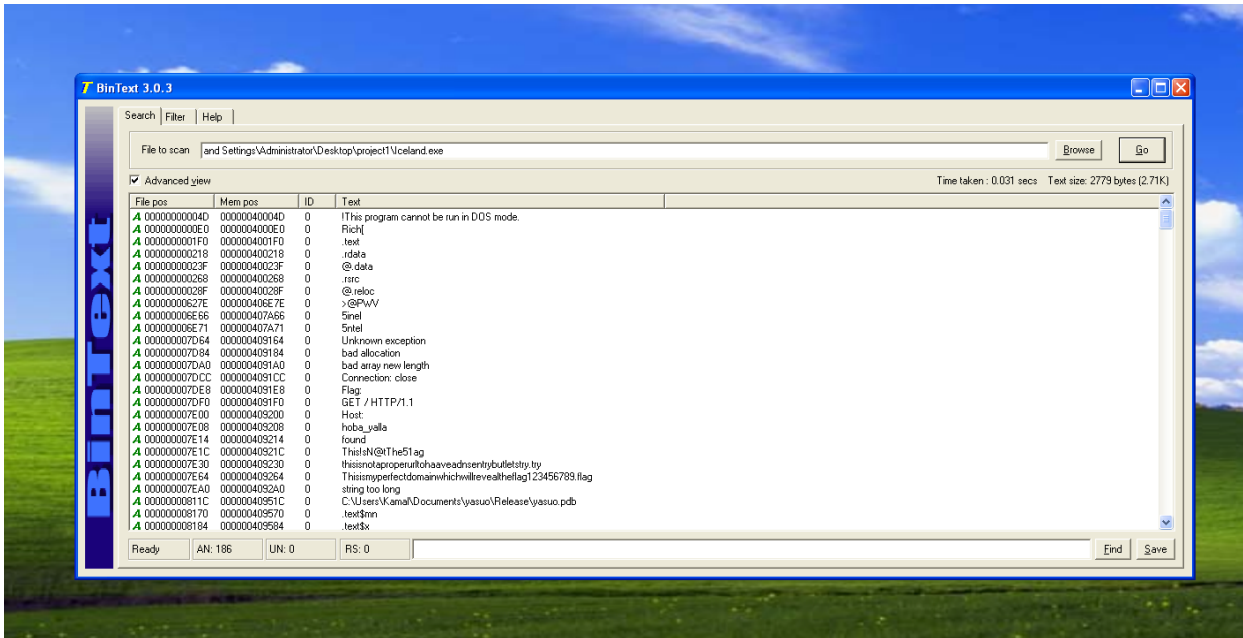 BinText 3.0.3
Search Filter Help
File to scan and Settings\Administrator\Desktop\project1\Iceland.exe Browse Go
Advanced view Time taken : 0.031 secs Text size: 2779 bytes (2.71K)
File pos Mem pos ID Text
A 00000000004D 00000040004D 0 !This program cannot be run in DOS mode.
A 0000000000E0 0000004000E0 0 Rich[
A 0000000001F0 0000004001F0 0 .text
A 000000000218 000000400218 0 .rdata
A 00000000023F 00000040023F 0 @.data
A 000000000268 000000400268 0 .rsrc
A 00000000028F 00000040028F 0 @.reloc
A 00000000627E 000000406E7E 0 >@PWV
A 000000006E66 000000407A66 0 5inel
A 000000006E71 000000407A71 0 5ntel
A 000000007D64 000000409164 0 Unknown exception
A 000000007D84 000000409184 0 bad allocation
A 000000007DA0 0000004091A0 0 bad array new length
A 000000007DCC 0000004091CC 0 Connection: close
A 000000007DE8 0000004091E8 0 Flag:
A 000000007DF0 0000004091F0 0 GET / HTTP/1.1
A 000000007E00 000000409200 0 Host:
A 000000007E08 000000409208 0 hoba_yalla
A 000000007E14 000000409214 0 found
A 000000007E1C 00000040921C 0 ThisIsN@tThe51ag
A 000000007E30 000000409230 0 thisisnotaproperurltohaaveadnsentrybutletstry.try
A 000000007E64 000000409264 0 Thisismyperfectdomainwhichwillrevealtheflag123456789.flag
A 000000007EA0 0000004092A0 0 string too long
A 00000000811C 00000040951C 0 C:\Users\Kamal\Documents\yasuo\Release\yasuo.pdb
A 000000008170 000000409570 0 .text$mn
A 000000008184 000000409584 0 .text$x
Ready AN: 186 UN: 0 RS: 0 Find Save
BinText